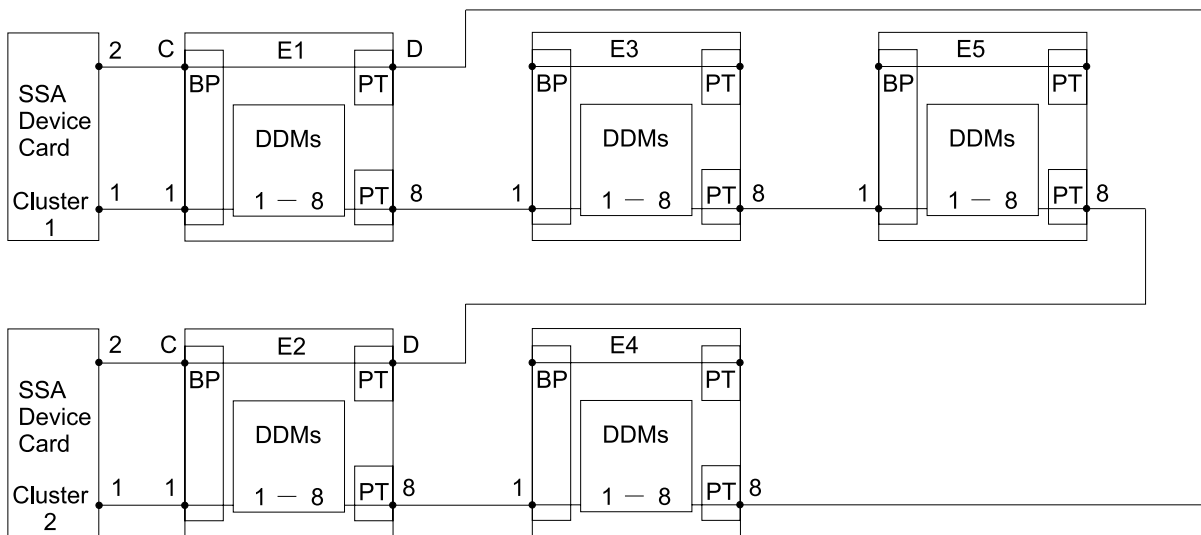 2 C E1 D E3 E5
BP PT BP PT BP PT
SSA
Device
Card
DDMs DDMs DDMs
Cluster
1
1 1 1 — 8 PT 8 1 1 — 8 PT 8 1 1 — 8 PT 8
2 C E2 D E4
BP PT BP PT
SSA
Device
Card
DDMs DDMs
Cluster
2
1 1 1 — 8 PT 8 1 1 — 8 PT 8